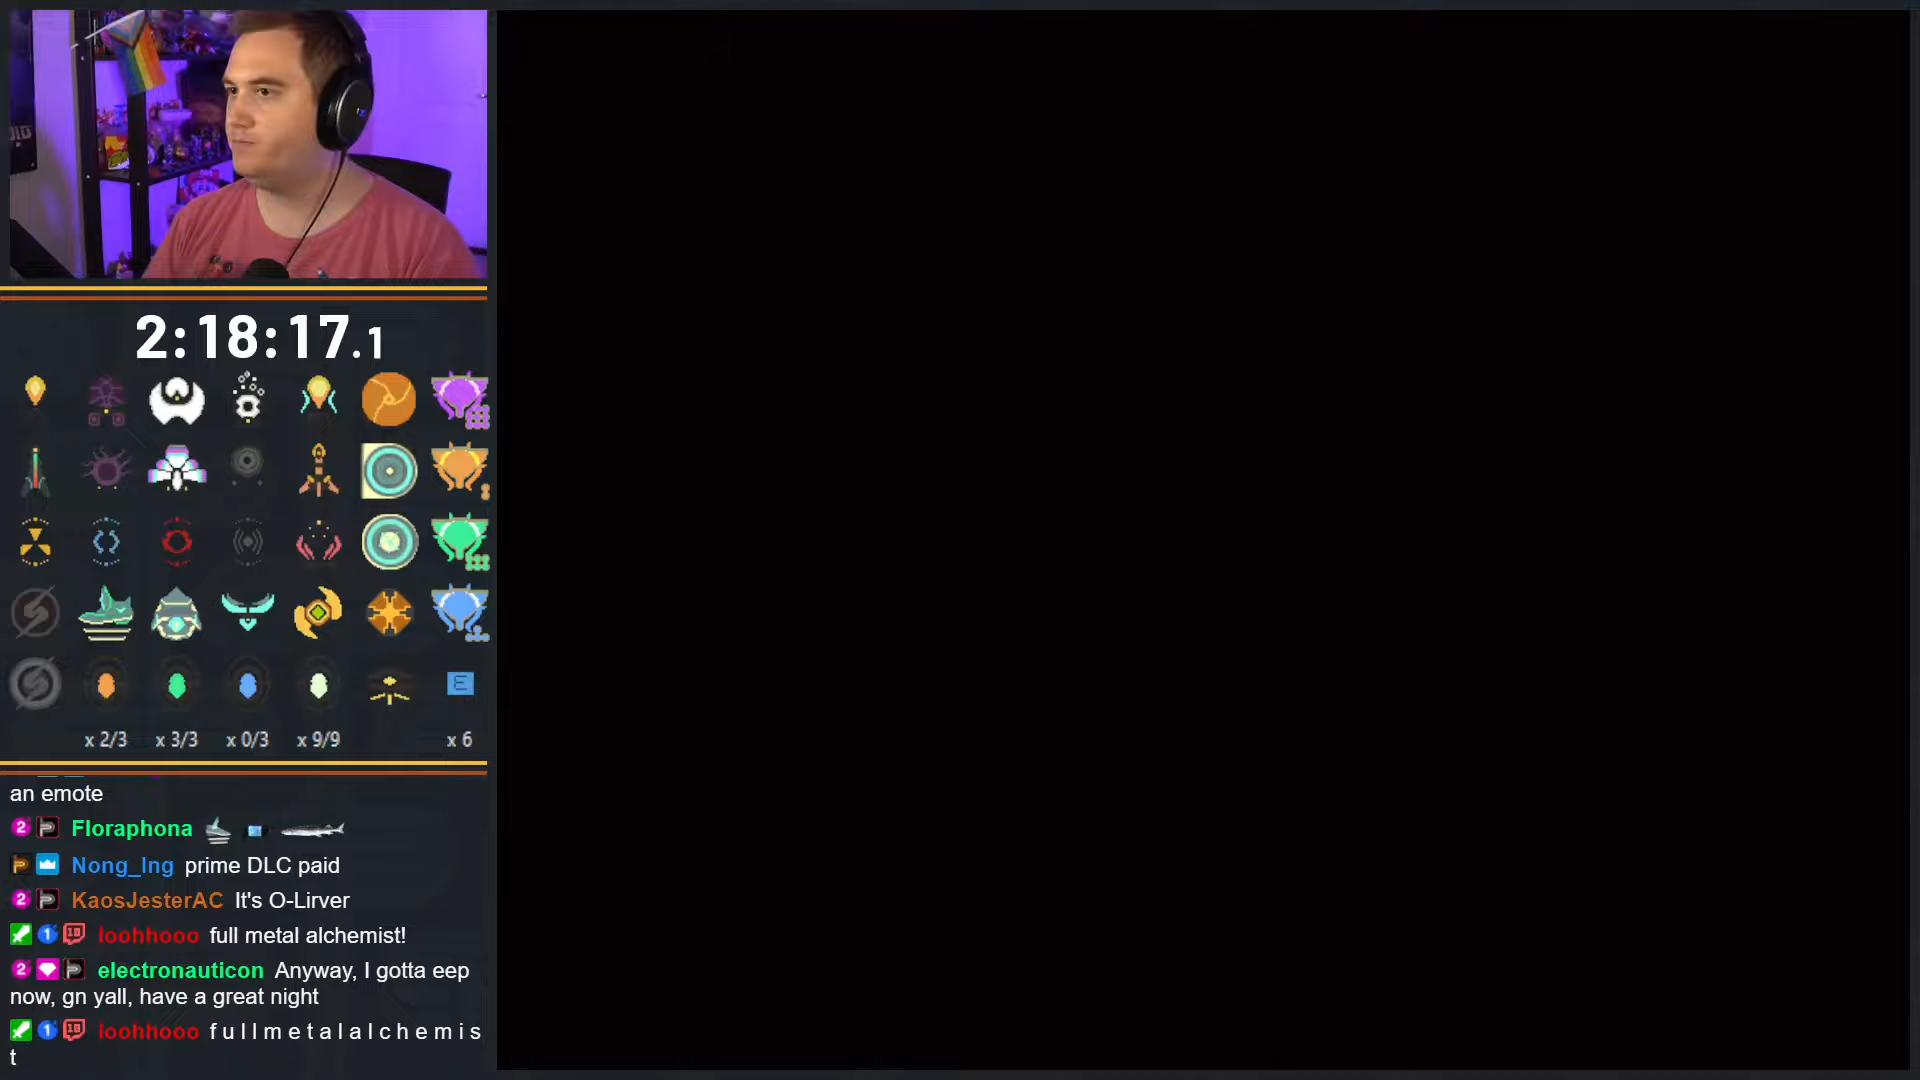 2:18:17.1
x 2/3 x 3/3 x 0/3 x 9/9 x 6
an emote
Floraphona
Nong_Ing prime DLC paid
KaosJesterAC It's O-Lirver
loohhooo full metal alchemist!
electronauticon Anyway, I gotta eep
now, gn yall, have a great night
loohhooo f u l l m e t a l a l c h e m i s
t